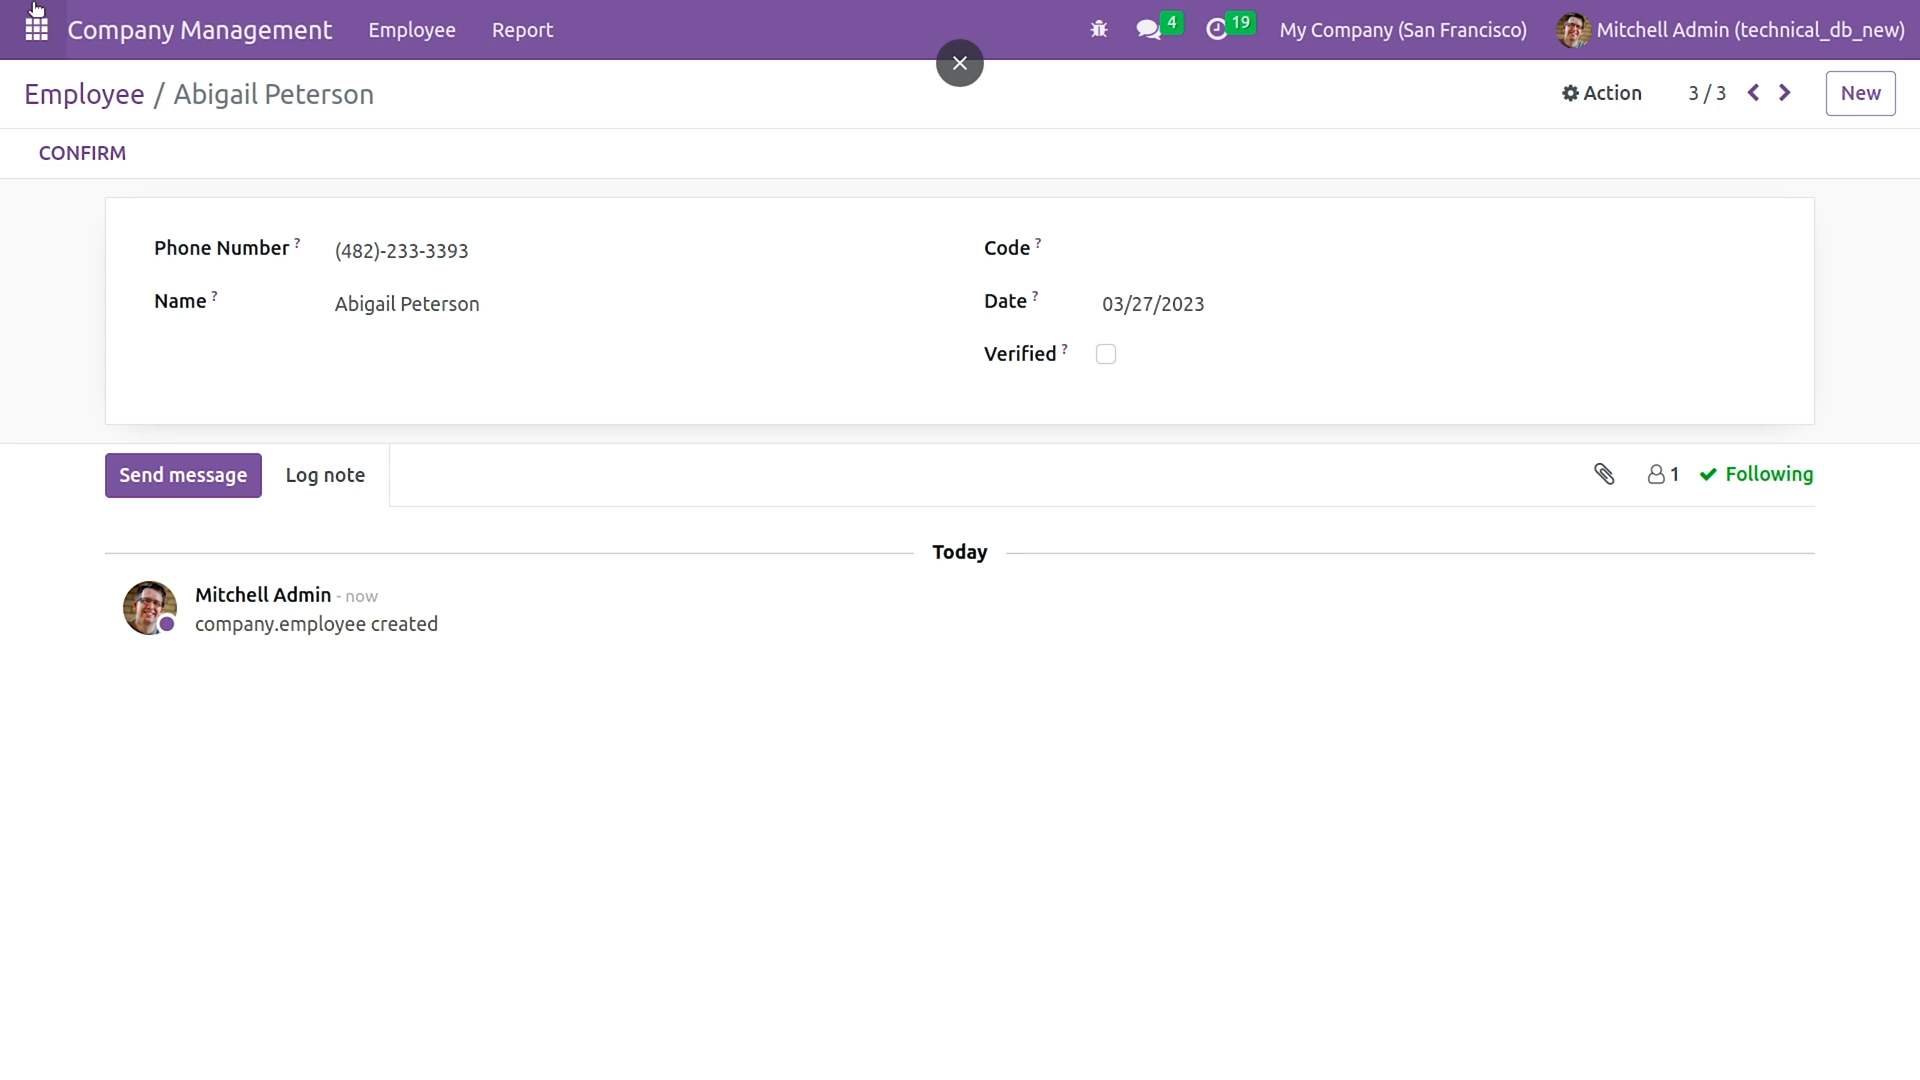 Company Management Employee Report 4 19 My Company (San Francisco) Mitchell Admin (technical_db_new)
Employee / Abigail Peterson Action 3 / 3 New
CONFIRM
Phone Number ? (482)-233-3393 Code ?
Name ? Abigail Peterson Date ? 03/27/2023
Verified ?
Send message Log note 1 Following
Today
Mitchell Admin - now
company.employee created